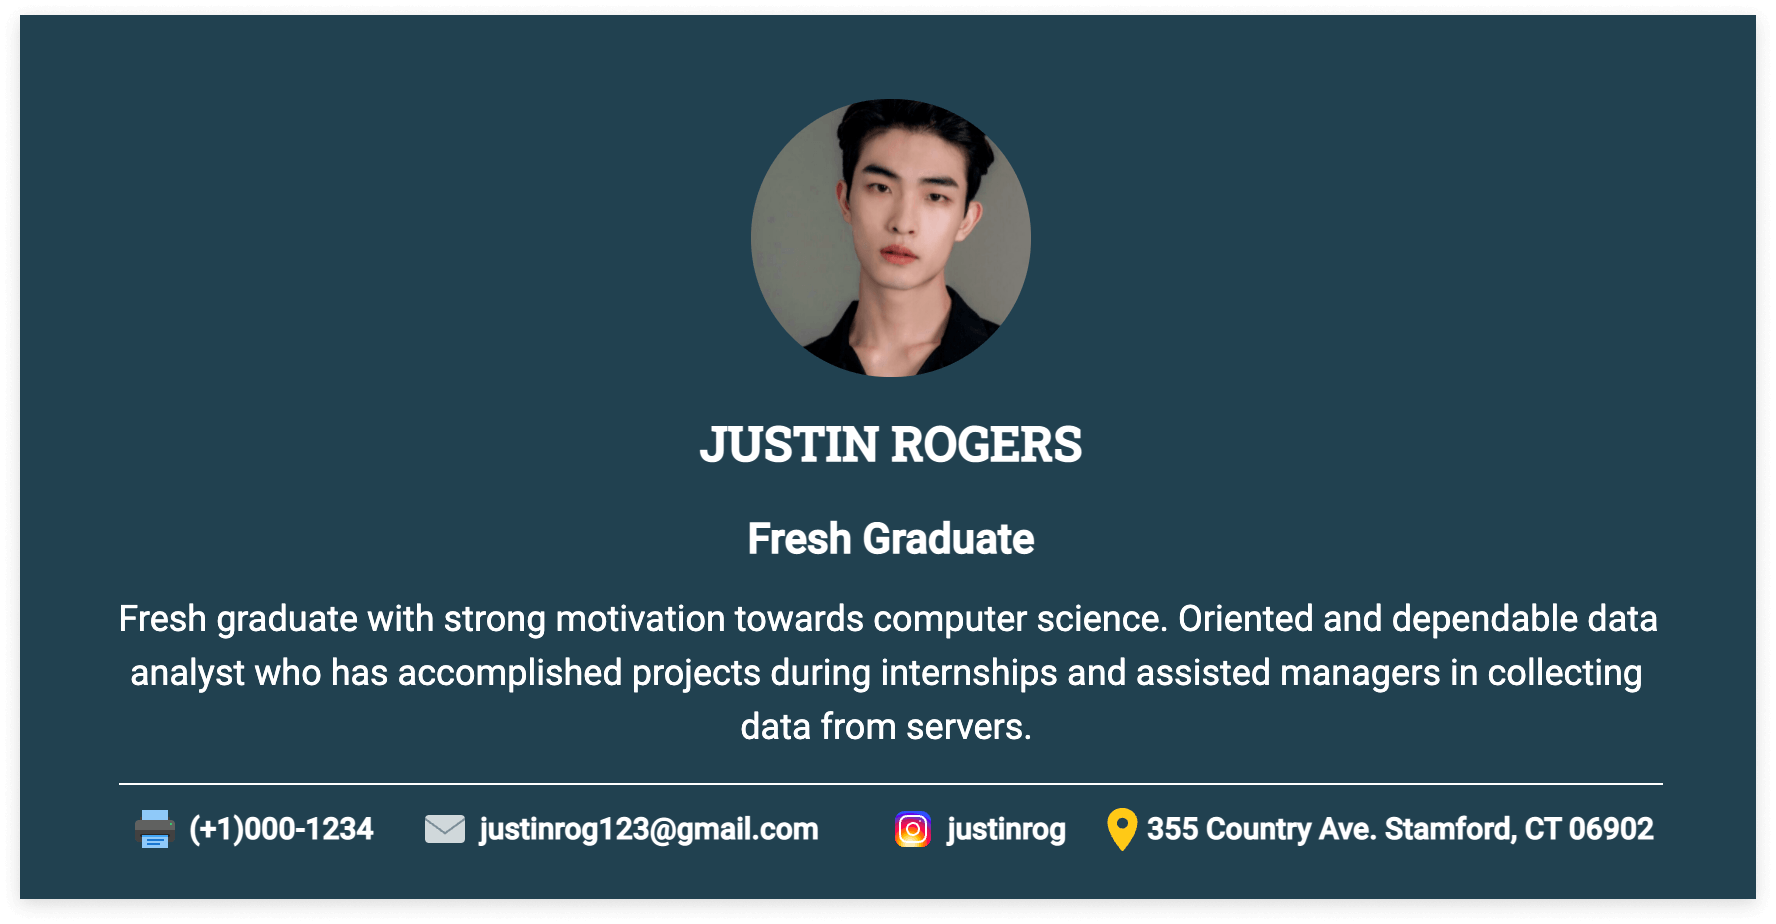 JUSTIN ROGERS
Fresh Graduate
Fresh graduate with strong motivation towards computer science. Oriented and dependable data
analyst who has accomplished projects during internships and assisted managers in collecting
data from servers.
(+1)000-1234 justinrog123@gmail.com justinrog 355 Country Ave. Stamford, CT 06902